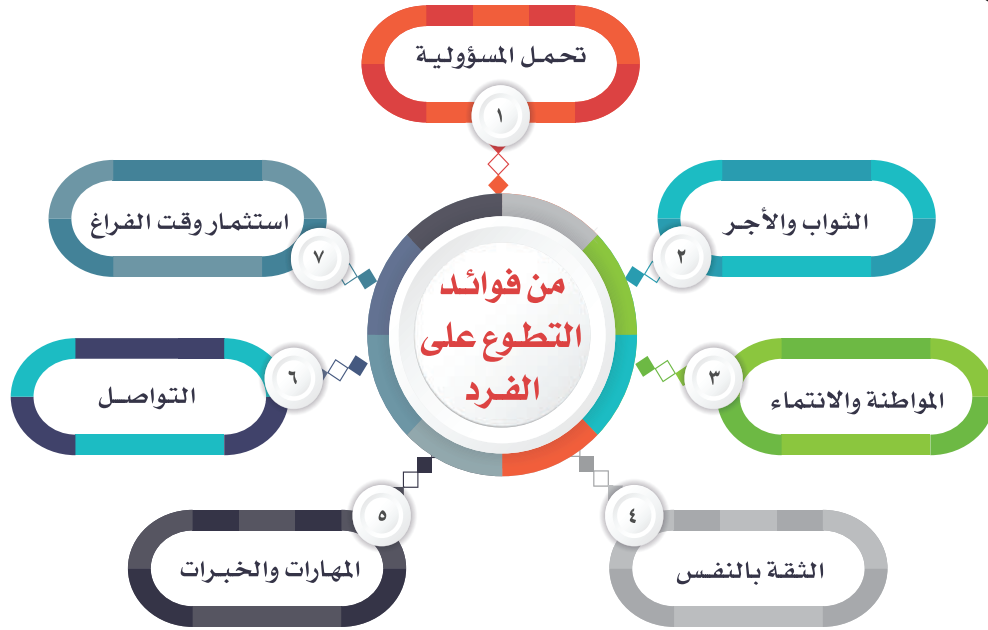 من فوائد
التطوع على
الفرد
١
تحمل المسؤولية
٢
الثواب والأجر
٣
المواطنة والانتماء
٤
الثقة بالنفس
٥
المهارات والخبرات
٦
التواصل
٧
استثمار وقت الفراغ